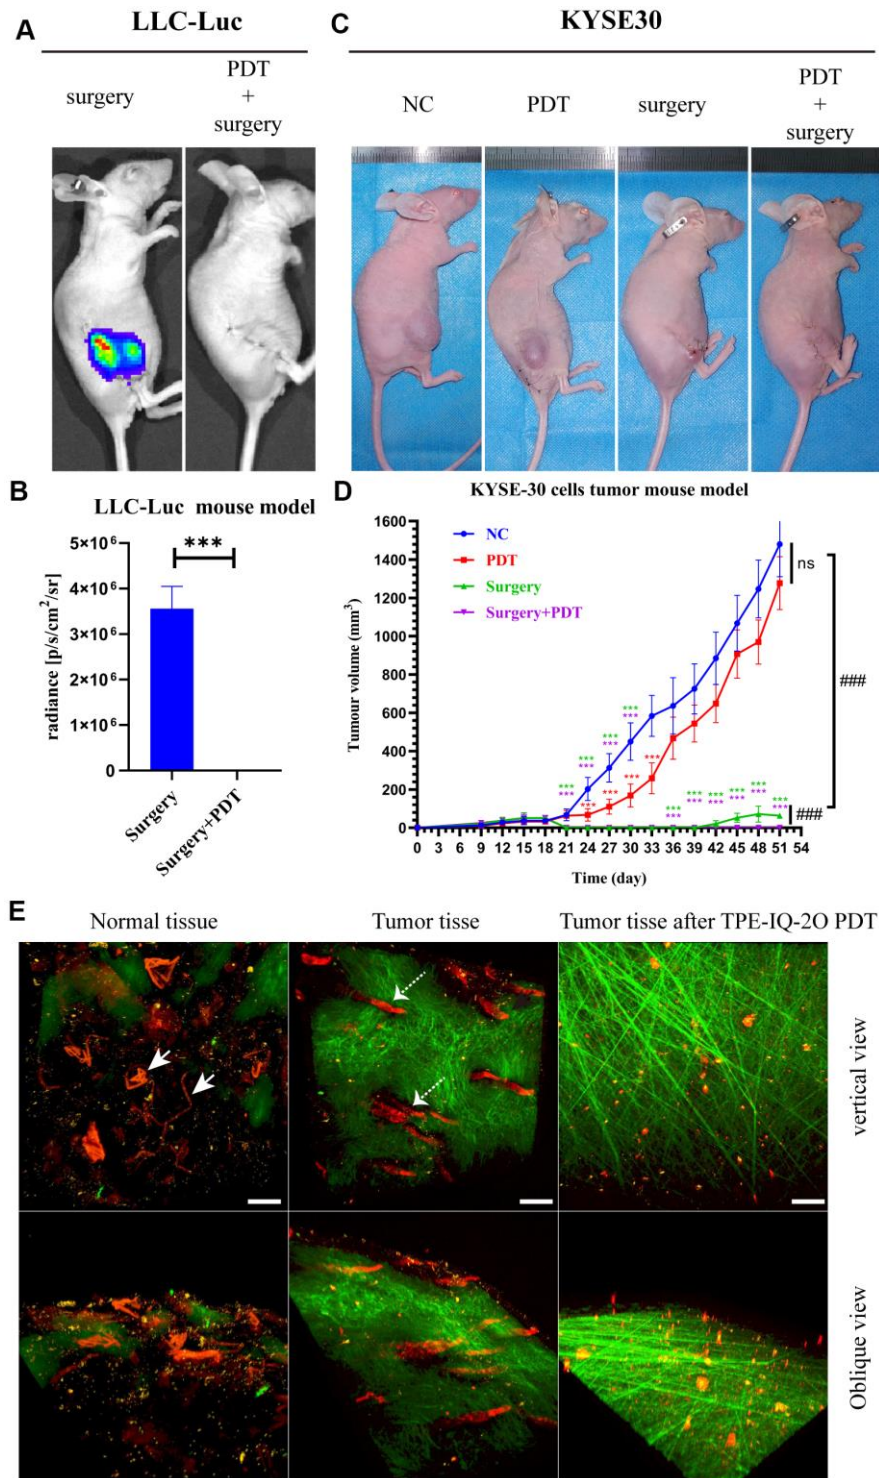 A
LLC-Luc
surgery
PDT
+
surgery
C
KYSE30
NC
PDT
surgery
PDT
+
surgery
B
LLC-Luc mouse model
radiance [p/s/cm²/sr]
5×10⁶
4×10⁶
3×10⁶
2×10⁶
1×10⁶
0
***
Surgery
Surgery+PDT
D
KYSE-30 cells tumor mouse model
Tumour volume (mm³)
1600
1400
1200
1000
800
600
400
200
0
NC
PDT
Surgery
Surgery+PDT
*** *** *** ***
*** *** *** ***
*** *** *** ***
*** *** *** *** *** ***
*** *** *** *** *** ***
ns
###
###
0 3 6 9 12 15 18 21 24 27 30 33 36 39 42 45 48 51 54
Time (day)
E
Normal tissue
Tumor tisse
Tumor tisse after TPE-IQ-2O PDT
vertical view
Oblique view